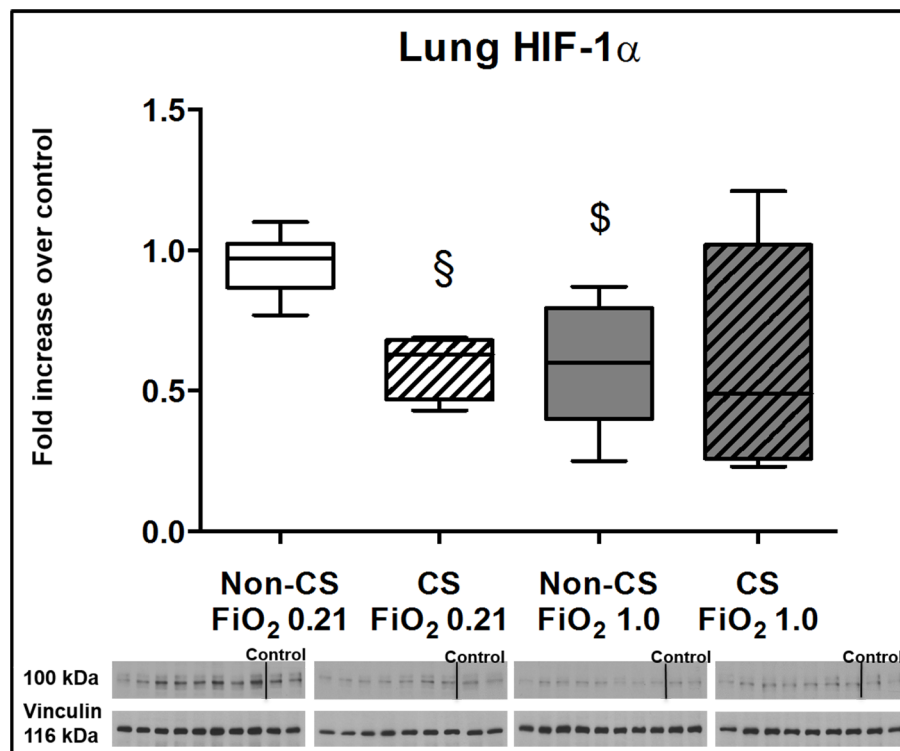 Lung HIF-1α
Fold increase over control
1.5
1.0
0.5
0.0
§
$
Non-CS
FiO₂ 0.21
CS
FiO₂ 0.21
Non-CS
FiO₂ 1.0
CS
FiO₂ 1.0
Control
Control
Control
Control
100 kDa
Vinculin
116 kDa